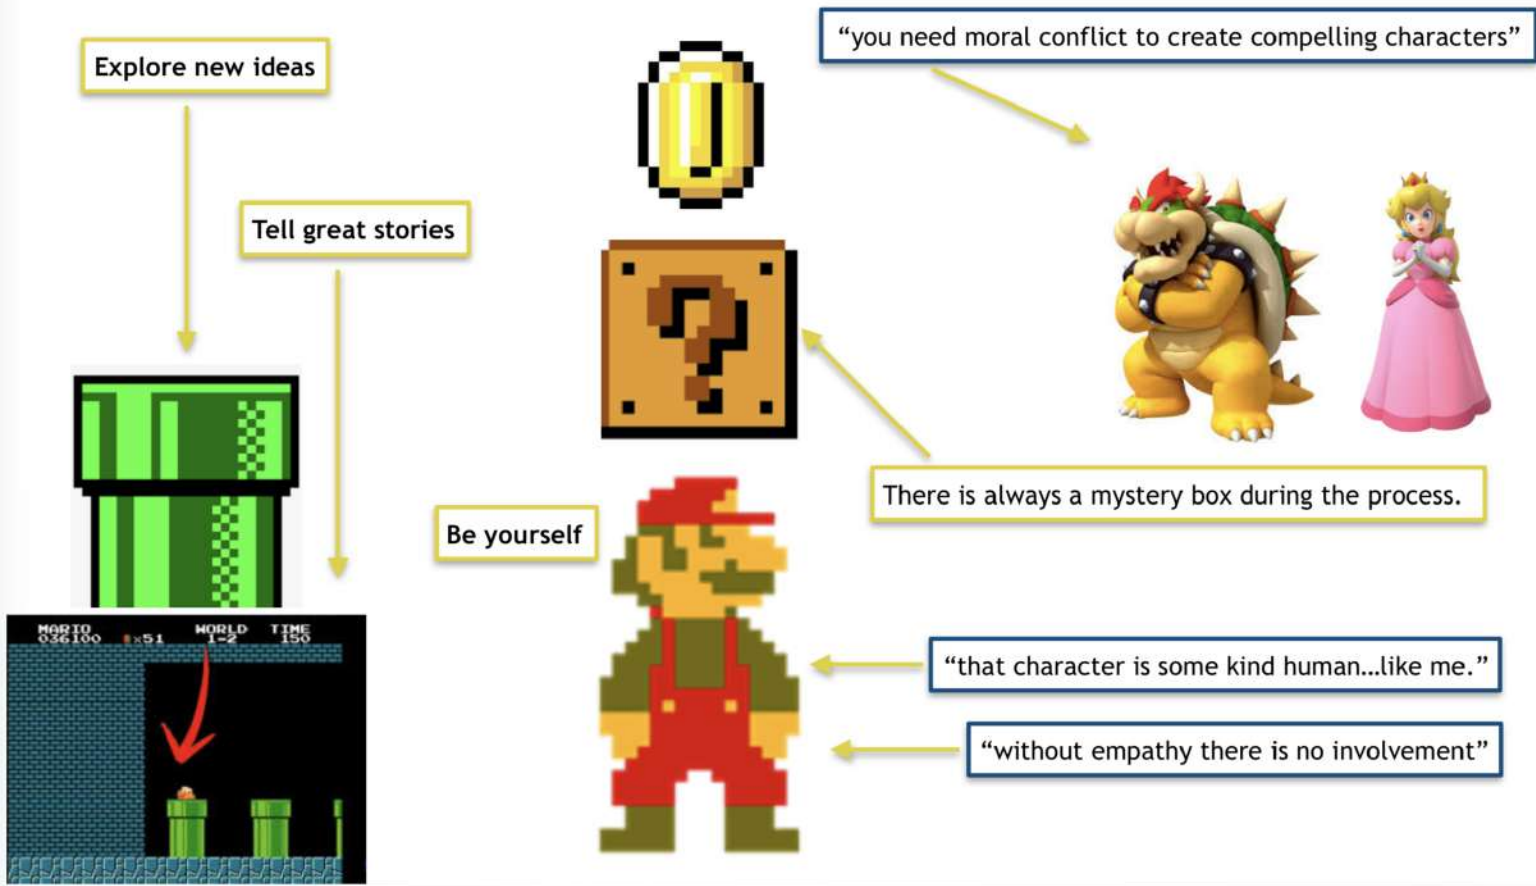 “you need moral conflict to create compelling characters”
Explore new ideas
Tell great stories
?
There is always a mystery box during the process.
Be yourself
MARIO WORLD TIME
036100 x51 1-2 150
“that character is some kind human...like me.”
“without empathy there is no involvement”